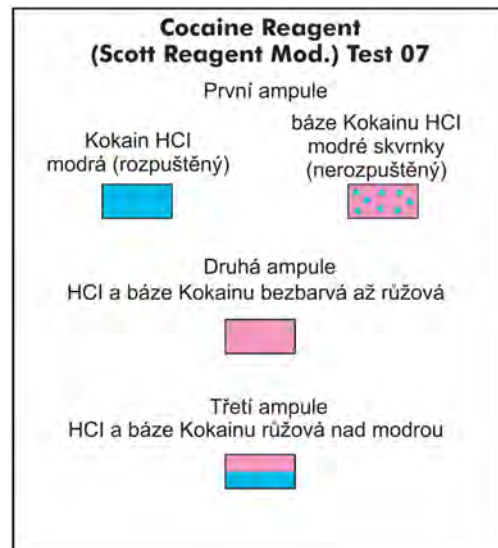 Cocaine Reagent
(Scott Reagent Mod.) Test 07
První ampule
Kokain HCl
modrá (rozpuštěný)
báze Kokainu HCl
modré skvrnky
(nerozpuštěný)
Druhá ampule
HCl a báze Kokainu bezbarvá až růžová
Třetí ampule
HCl a báze Kokainu růžová nad modrou